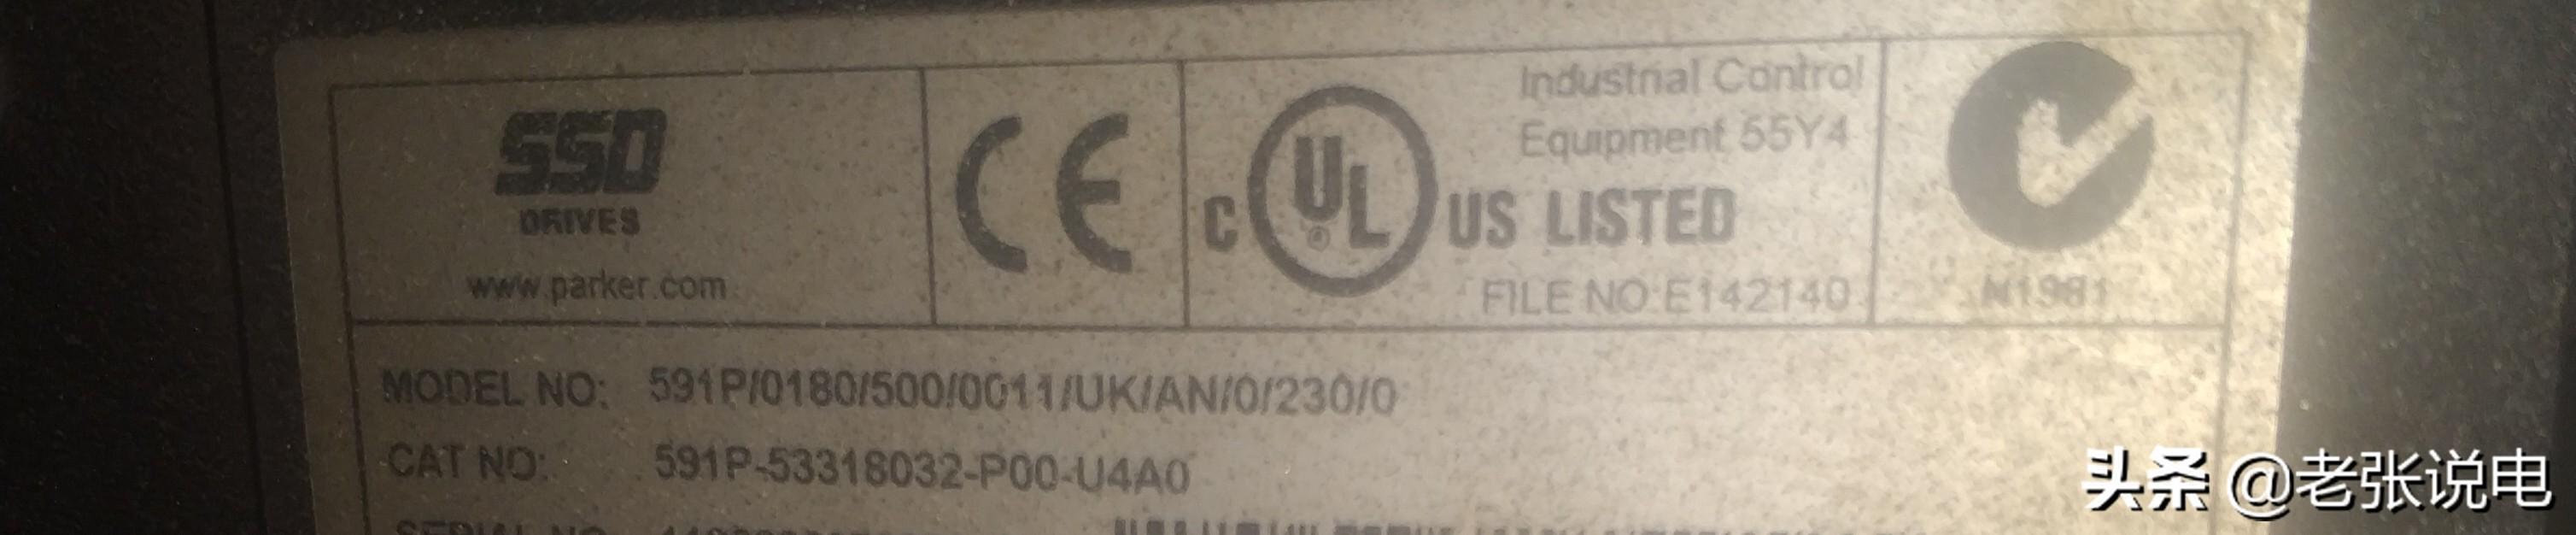 SSD
DRIVES
www.parker.com
CE
C UL US LISTED
Industrial Control
Equipment 55Y4
FILE NO:E142140
N1981
MODEL NO: 591P/0180/500/0011/UK/AN/0/230/0
CAT NO: 591P-53318032-P00-U4A0
SERIAL NO
头条 @老张说电